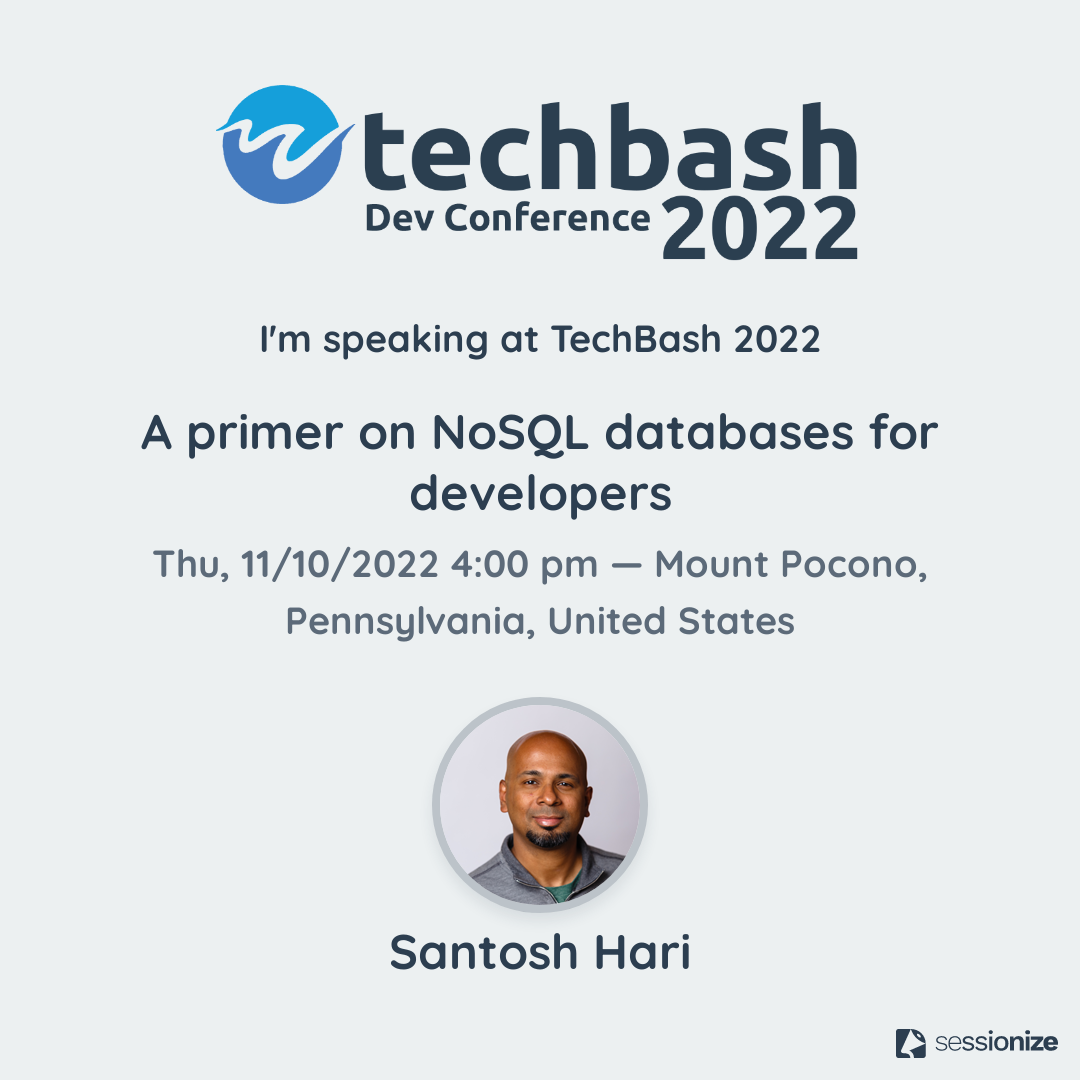 techbash
Dev Conference 2022
I'm speaking at TechBash 2022
A primer on NoSQL databases for
developers
Thu, 11/10/2022 4:00 pm — Mount Pocono,
Pennsylvania, United States
Santosh Hari
sessionize